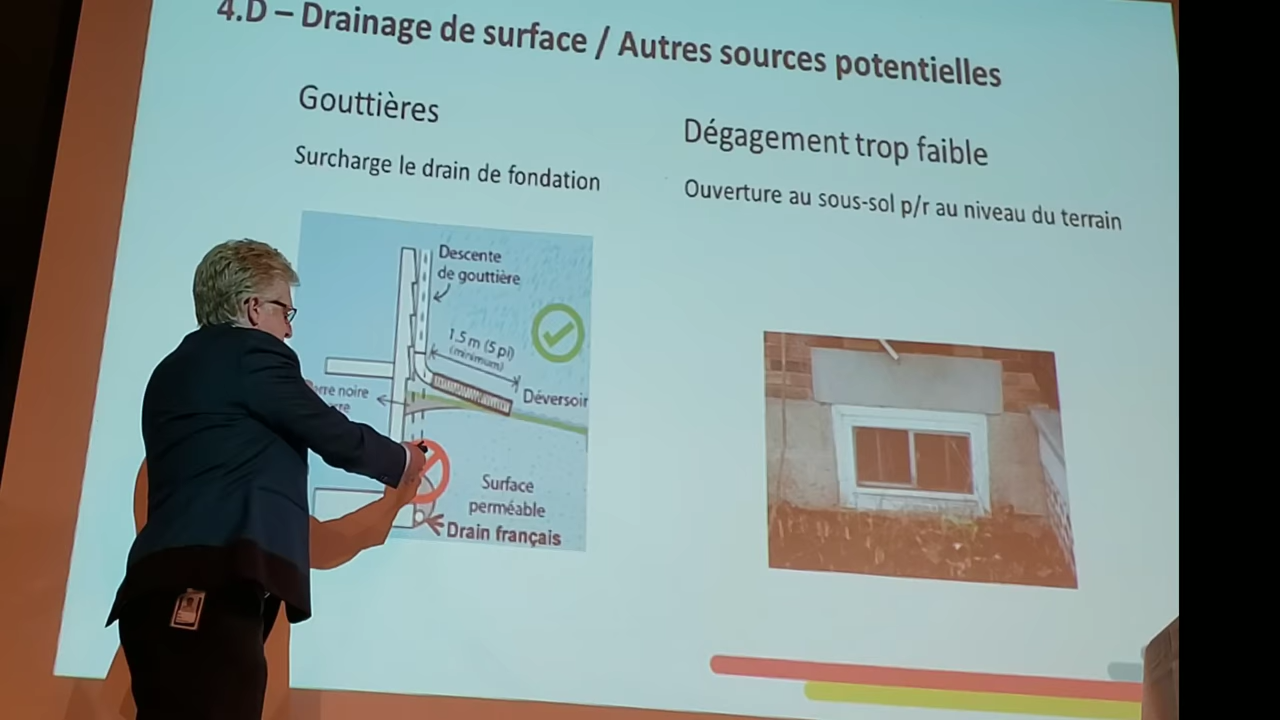 4.D – Drainage de surface / Autres sources potentielles
Gouttières
Surcharge le drain de fondation
Descente
de gouttière
1.5 m (5 pi)
(minimum)
Déversoir
noire
Surface
perméable
Drain français
Dégagement trop faible
Ouverture au sous-sol p/r au niveau du terrain